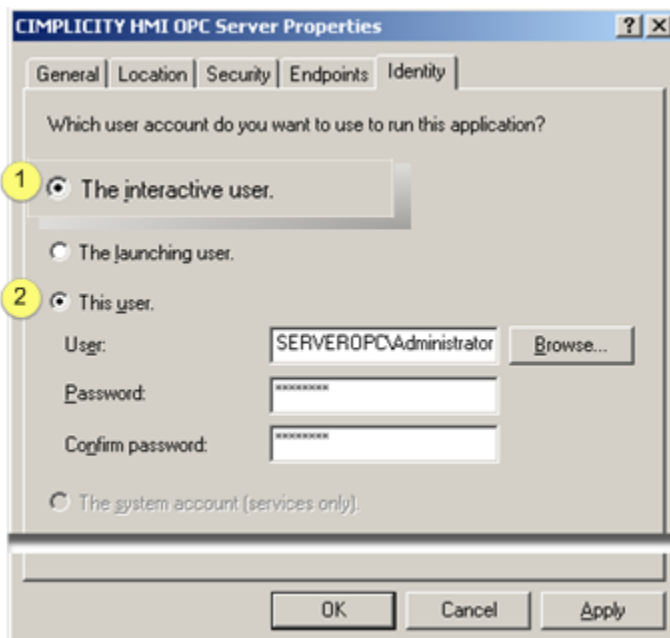 CIMPLICITY HMI OPC Server Properties
General Location Security Endpoints Identity
Which user account do you want to use to run this application?
1 The interactive user.
The launching user.
2 This user.
User: SERVEROPC\Administrator Browse...
Password: ********
Confirm password: ********
The system account (services only).
OK Cancel Apply